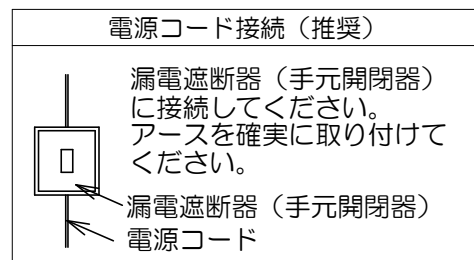 電源コード接続（推奨）
漏電遮断器（手元開閉器）
に接続してください。
アースを確実に取り付けて
ください。
漏電遮断器（手元開閉器）
電源コード